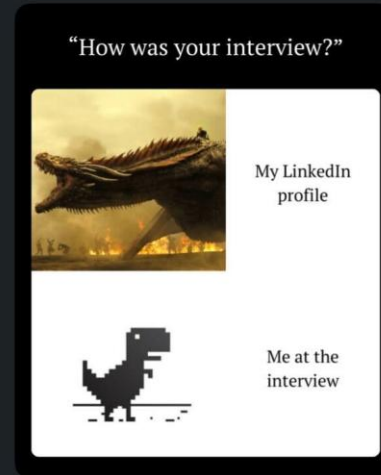 “How was your interview?”
My LinkedIn
profile
Me at the
interview